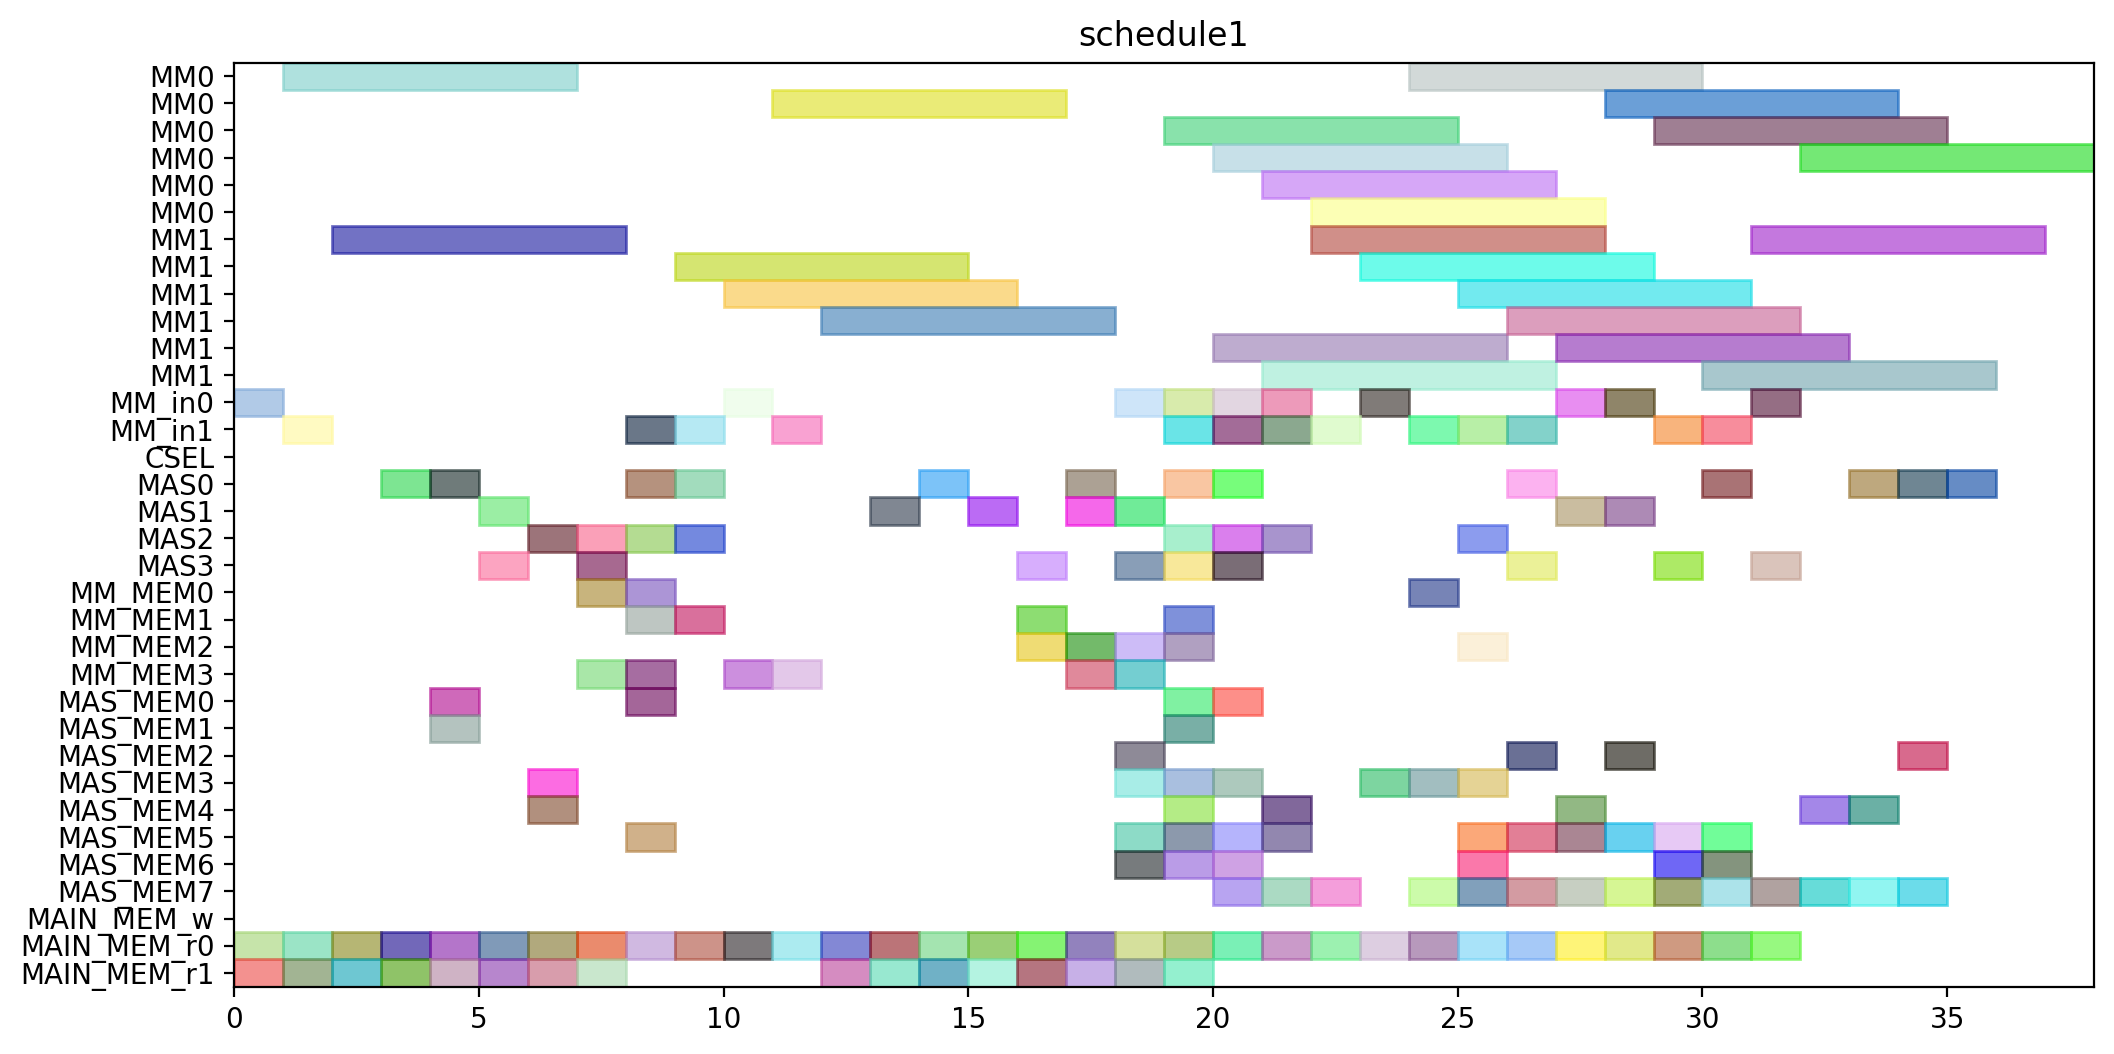 schedule1
MM0
MM0
MM0
MM0
MM0
MM0
MM1
MM1
MM1
MM1
MM1
MM1
MM_in0
MM_in1
CSEL
MAS0
MAS1
MAS2
MAS3
MM_MEM0
MM_MEM1
MM_MEM2
MM_MEM3
MAS_MEM0
MAS_MEM1
MAS_MEM2
MAS_MEM3
MAS_MEM4
MAS_MEM5
MAS_MEM6
MAS_MEM7
MAIN_MEM_w
MAIN_MEM_r0
MAIN_MEM_r1
0 5 10 15 20 25 30 35